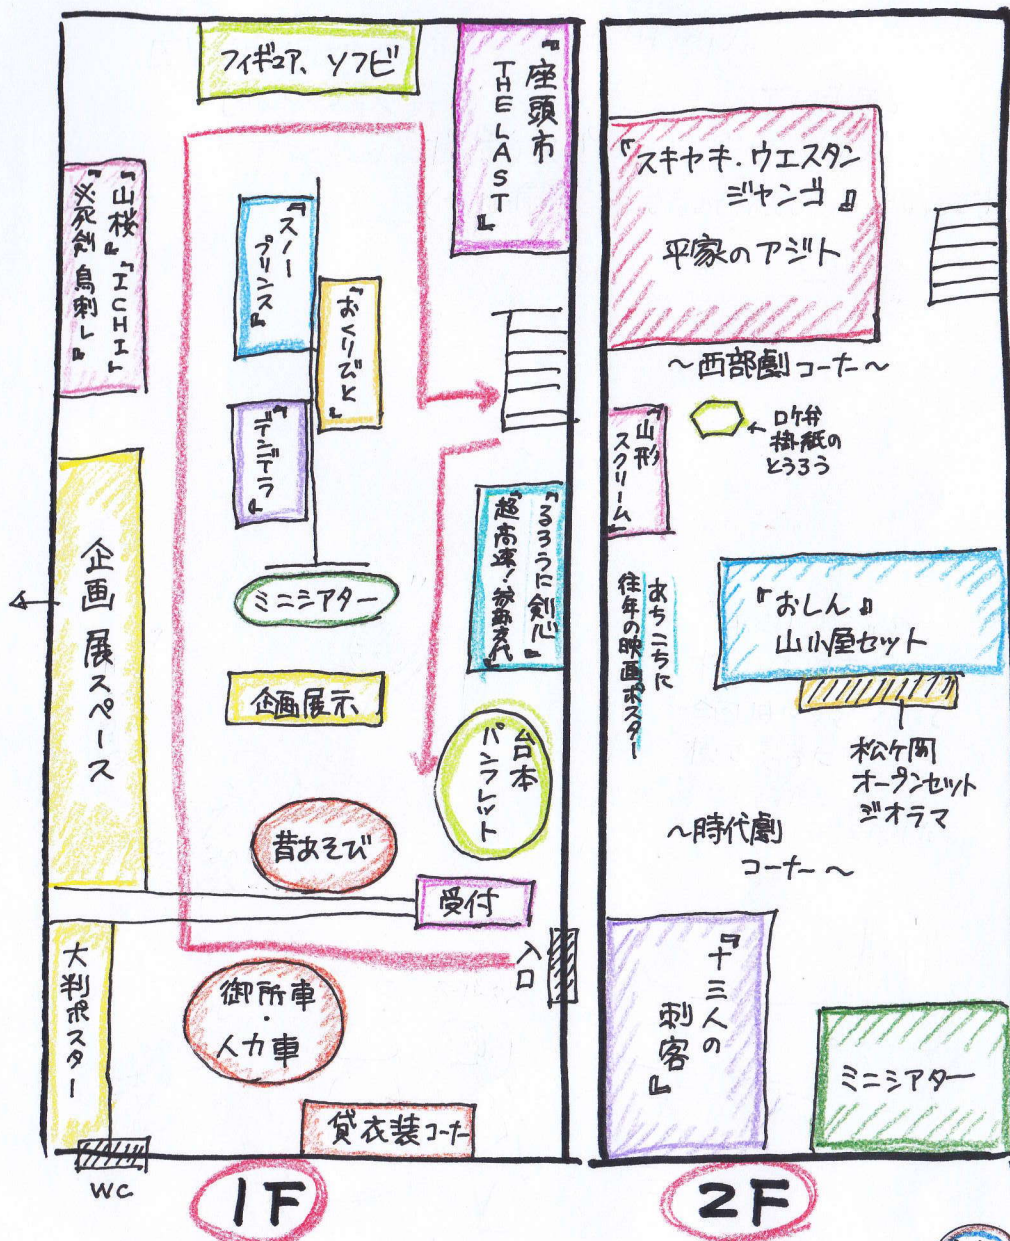 フィギュア、ソフビ
『座頭市
THE LAST』
『山桜』『ICHI』
『必死剣鳥刺し』
『スノー
プリンス』
『おくりびと』
『デンデラ』
企画展スペース
ミニシアター
『るろうに剣心』
『超高速!参勤交代』
企画展示
台本
パンフレット
昔あそび
受付
入口
大判ポスター
御所車
・
人力車
貸衣装コーナー
WC
1F
『スキヤキ・ウエスタン
ジャンゴ』
平家のアジト
〜西部劇コーナー〜
『山形
スクリーム』
ロケ弁
掛け紙の
とうろう
あちこちに
往年の映画ポスター
『おしん』
山小屋セット
松ケ岡
オープンセット
ジオラマ
〜時代劇
コーナー〜
『十三人の
刺客』
ミニシアター
2F